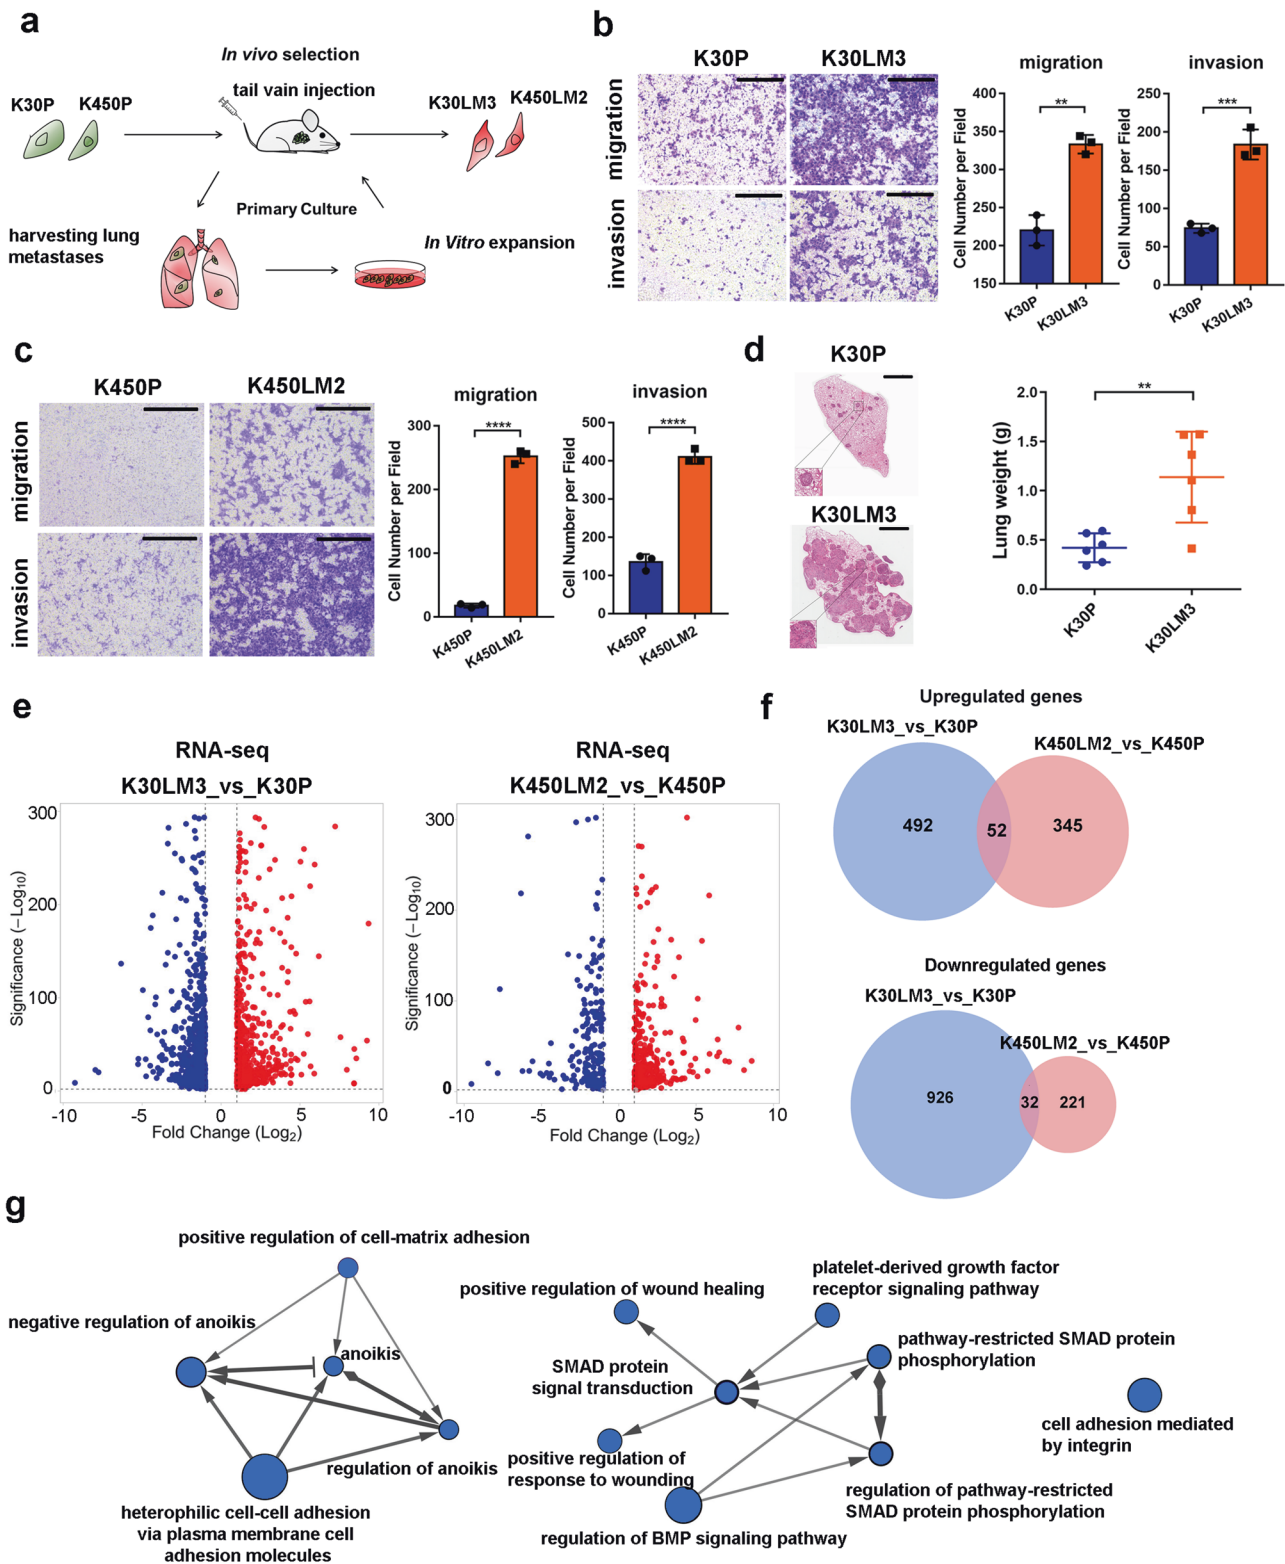 a
In vivo selection
tail vain injection
K30P
K450P
K30LM3
K450LM2
Primary Culture
harvesting lung
metastases
In Vitro expansion
b
K30P
K30LM3
migration
invasion
migration
Cell Number per Field
400
350
300
250
200
150
**
K30P
K30LM3
invasion
Cell Number per Field
250
200
150
100
50
0
***
K30P
K30LM3
c
K450P
K450LM2
migration
invasion
migration
Cell Number per Field
300
200
100
0
****
K450P
K450LM2
invasion
Cell Number per Field
500
400
300
200
100
0
****
K450P
K450LM2
d
K30P
K30LM3
Lung weight (g)
2.0
1.5
1.0
0.5
0.0
**
K30P
K30LM3
e
RNA-seq
K30LM3_vs_K30P
Significance (−Log10)
300
200
100
0
-10
-5
0
5
10
Fold Change (Log2)
RNA-seq
K450LM2_vs_K450P
Significance (−Log10)
300
200
100
0
-10
-5
0
5
10
Fold Change (Log2)
f
Upregulated genes
K30LM3_vs_K30P
K450LM2_vs_K450P
492
52
345
Downregulated genes
K30LM3_vs_K30P
K450LM2_vs_K450P
926
32
221
g
positive regulation of cell-matrix adhesion
negative regulation of anoikis
anoikis
regulation of anoikis
heterophilic cell-cell adhesion
via plasma membrane cell
adhesion molecules
positive regulation of wound healing
platelet-derived growth factor
receptor signaling pathway
SMAD protein
signal transduction
pathway-restricted SMAD protein
phosphorylation
positive regulation of
response to wounding
regulation of BMP signaling pathway
regulation of pathway-restricted
SMAD protein phosphorylation
cell adhesion mediated
by integrin